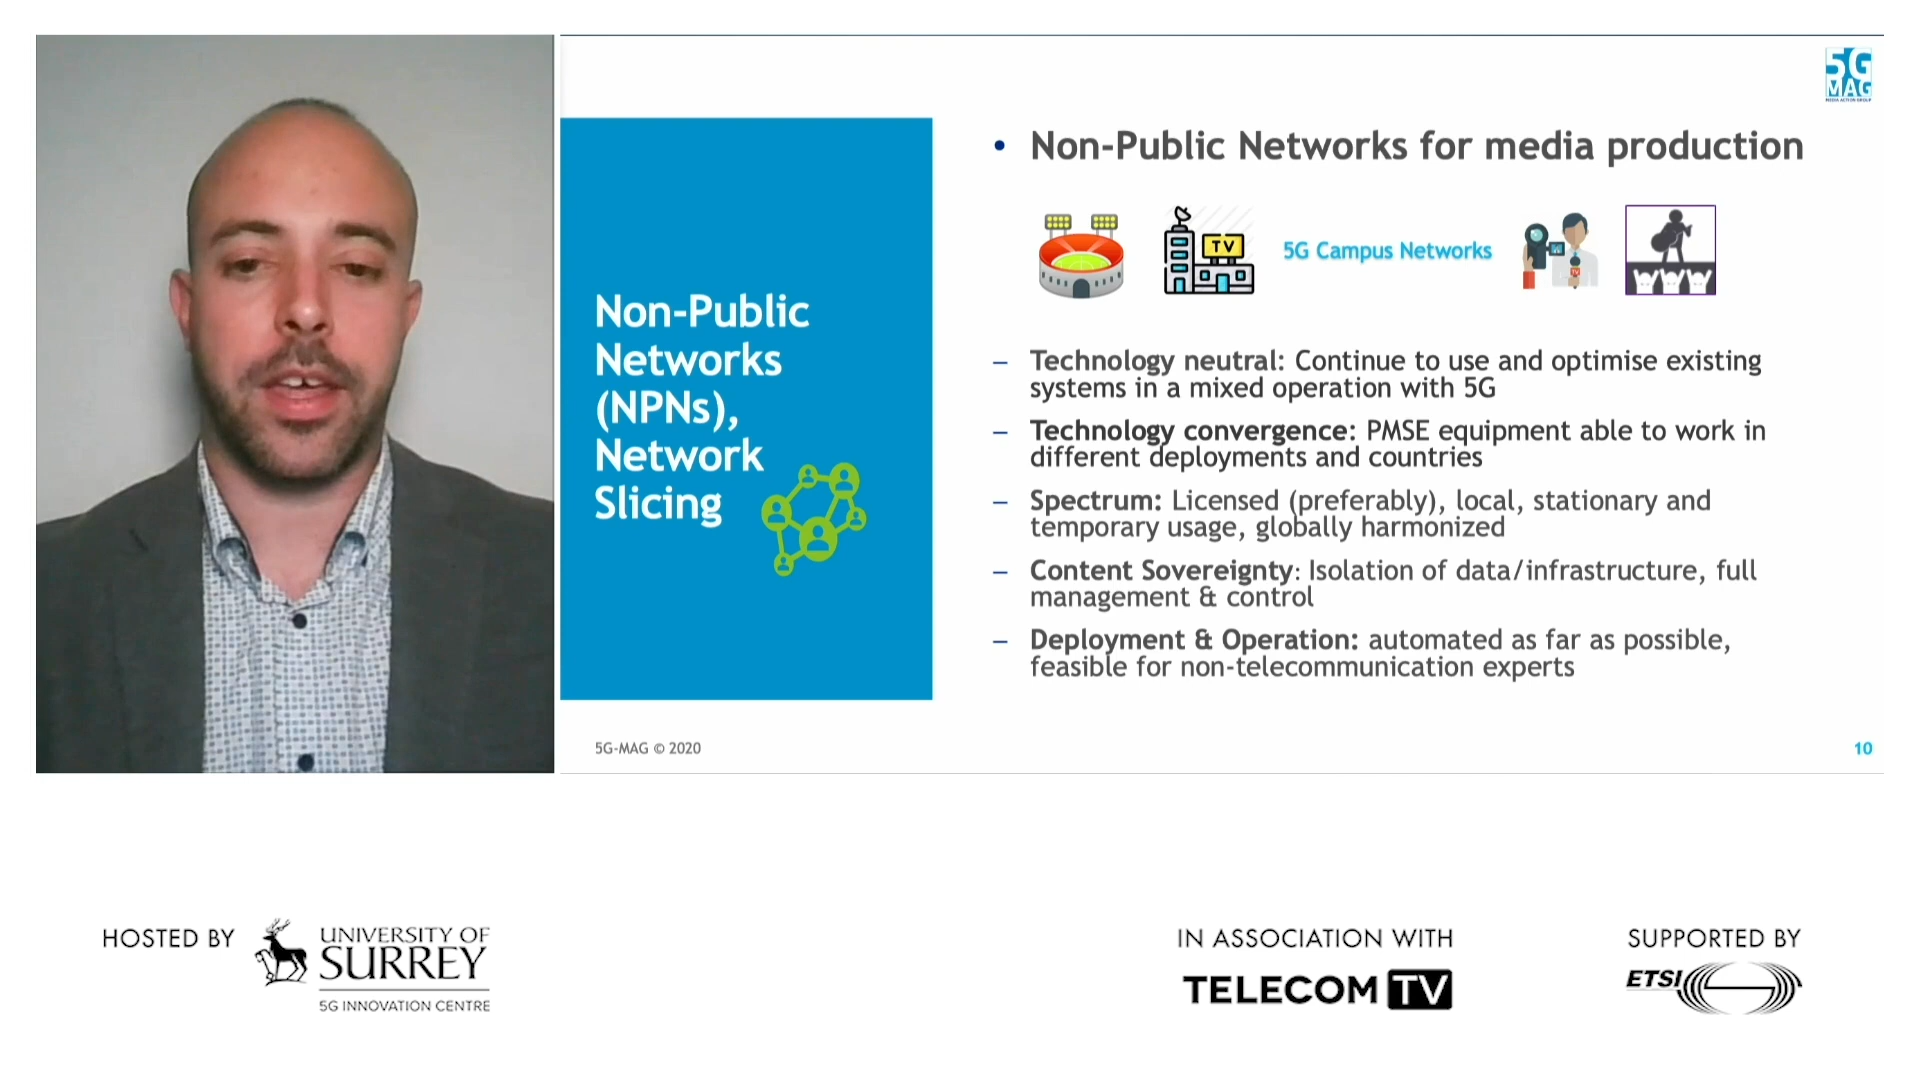 5G
MAG
MEDIA ACTION GROUP
Non-Public
Networks
(NPNs),
Network
Slicing
• Non-Public Networks for media production
TV
5G Campus Networks
TV
– Technology neutral: Continue to use and optimise existing
systems in a mixed operation with 5G
– Technology convergence: PMSE equipment able to work in
different deployments and countries
– Spectrum: Licensed (preferably), local, stationary and
temporary usage, globally harmonized
– Content Sovereignty: Isolation of data/infrastructure, full
management & control
– Deployment & Operation: automated as far as possible,
feasible for non-telecommunication experts
5G-MAG © 2020
10
HOSTED BY
UNIVERSITY OF
SURREY
5G INNOVATION CENTRE
IN ASSOCIATION WITH
TELECOM TV
SUPPORTED BY
ETSI